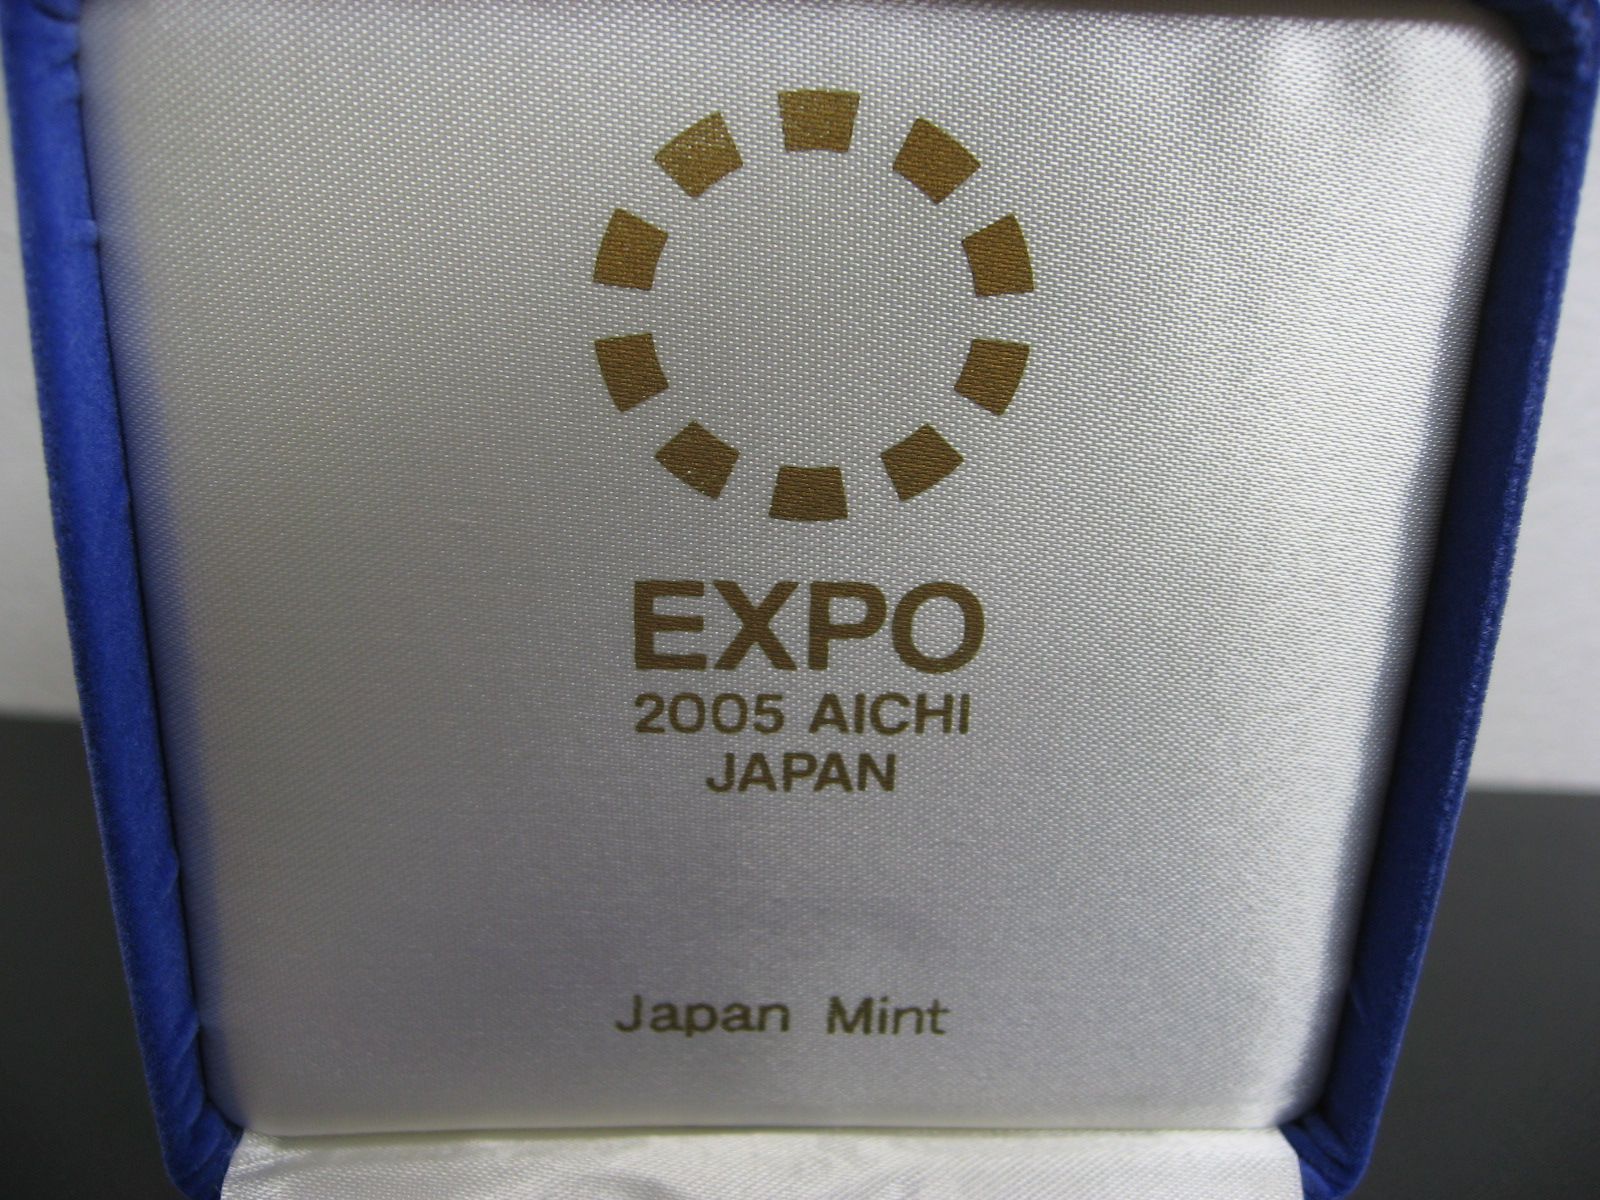 EXPO
2005 AICHI
JAPAN
Japan Mint